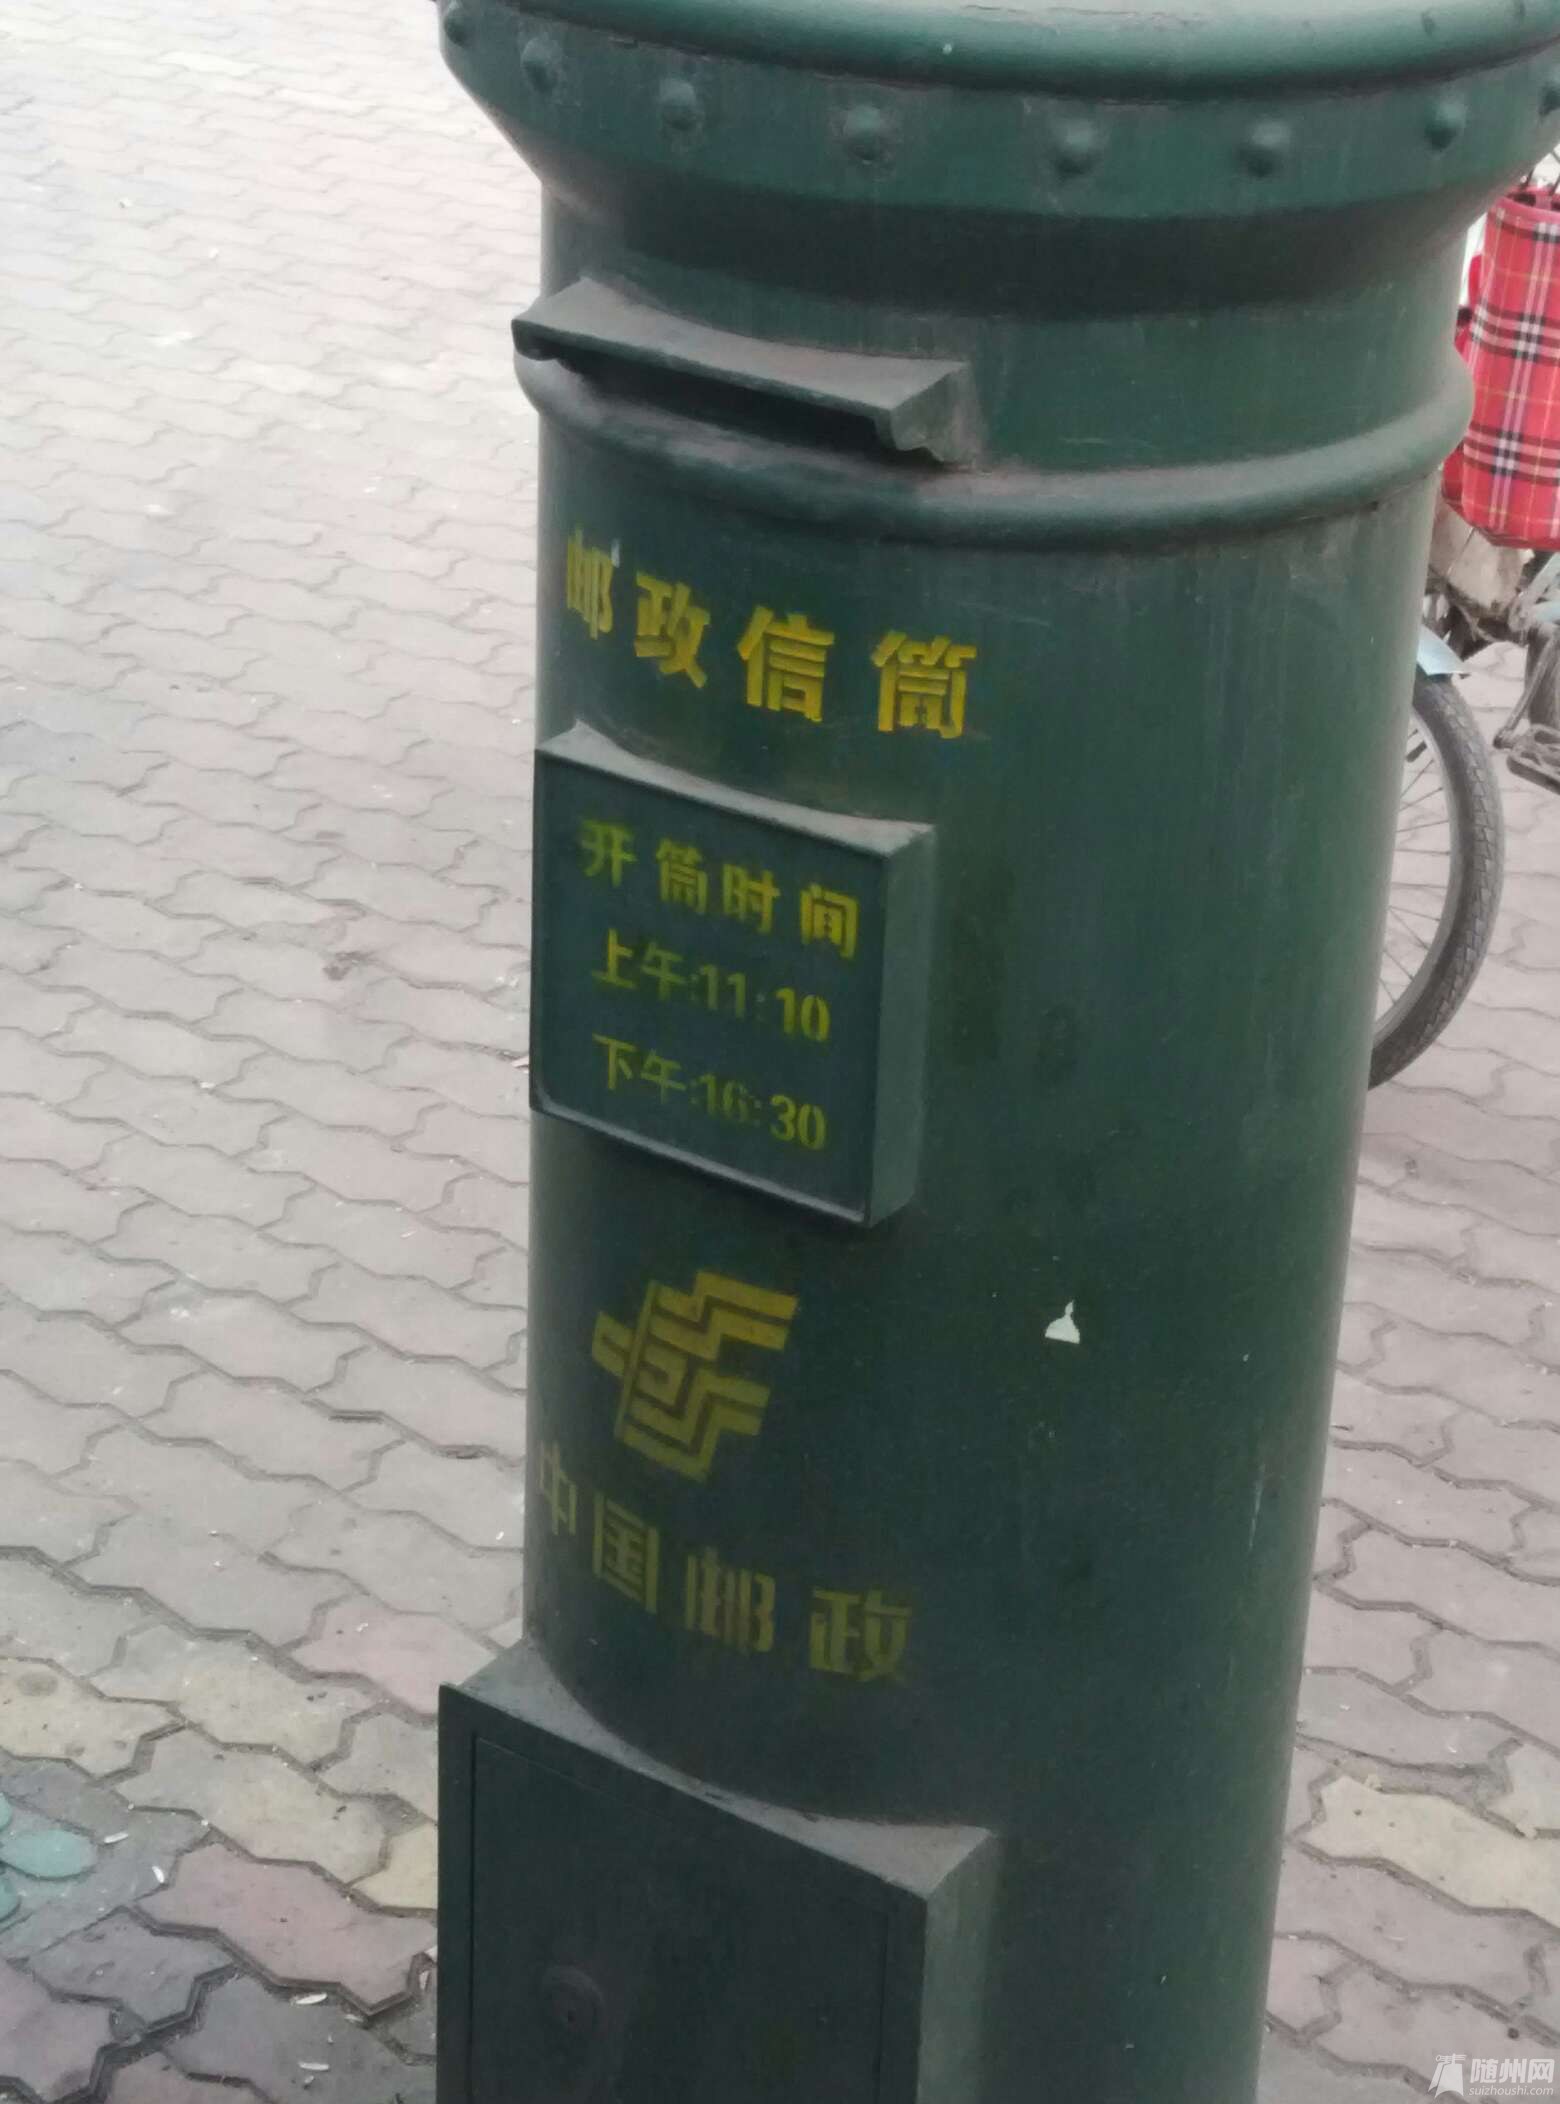 邮政信筒
开筒时间
上午:11:10
下午:16:30
中国邮政
随州网
suizhoushi.com